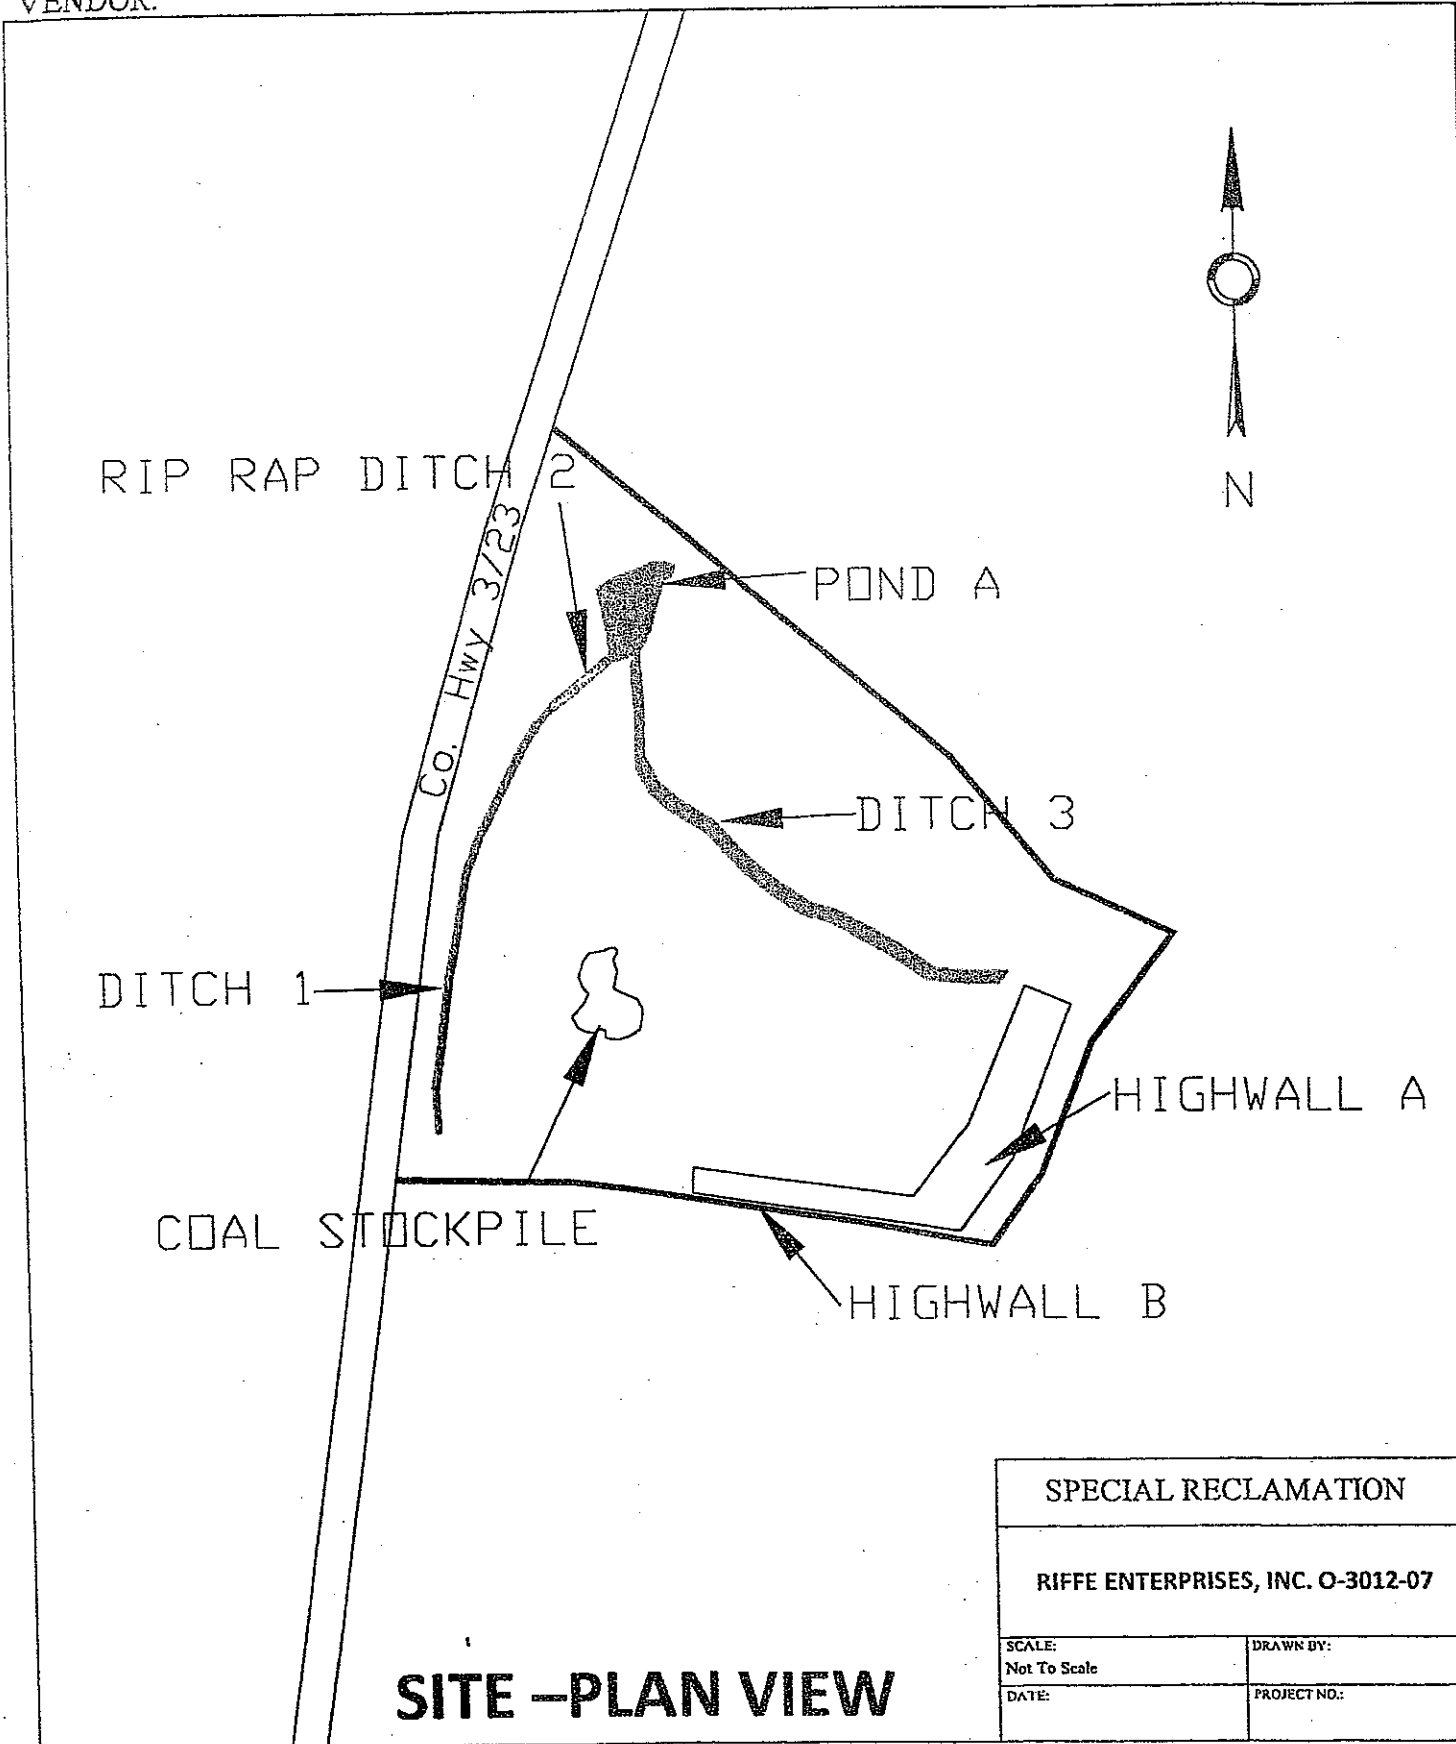 VENDOR:
N
RIP RAP DITCH 2
Co. Hwy 3/23
POND A
DITCH 3
DITCH 1
HIGHWALL A
COAL STOCKPILE
HIGHWALL B
SPECIAL RECLAMATION
RIFFE ENTERPRISES, INC. O-3012-07
SCALE:
Not To Scale
DRAWN BY:
DATE:
PROJECT NO.:
SITE –PLAN VIEW